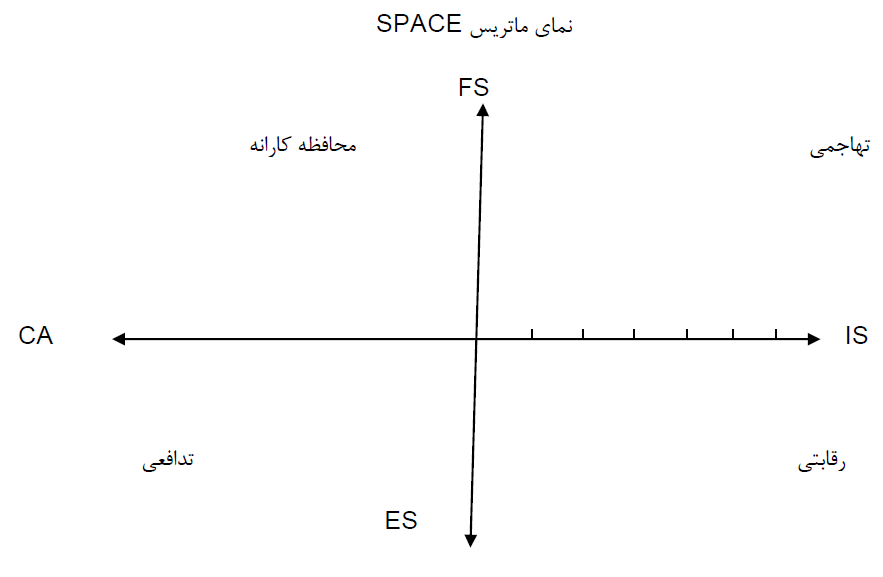 نمای ماتریس SPACE
FS
تهاجمی
محافظه کارانه
IS
CA
رقابتی
تدافعی
ES